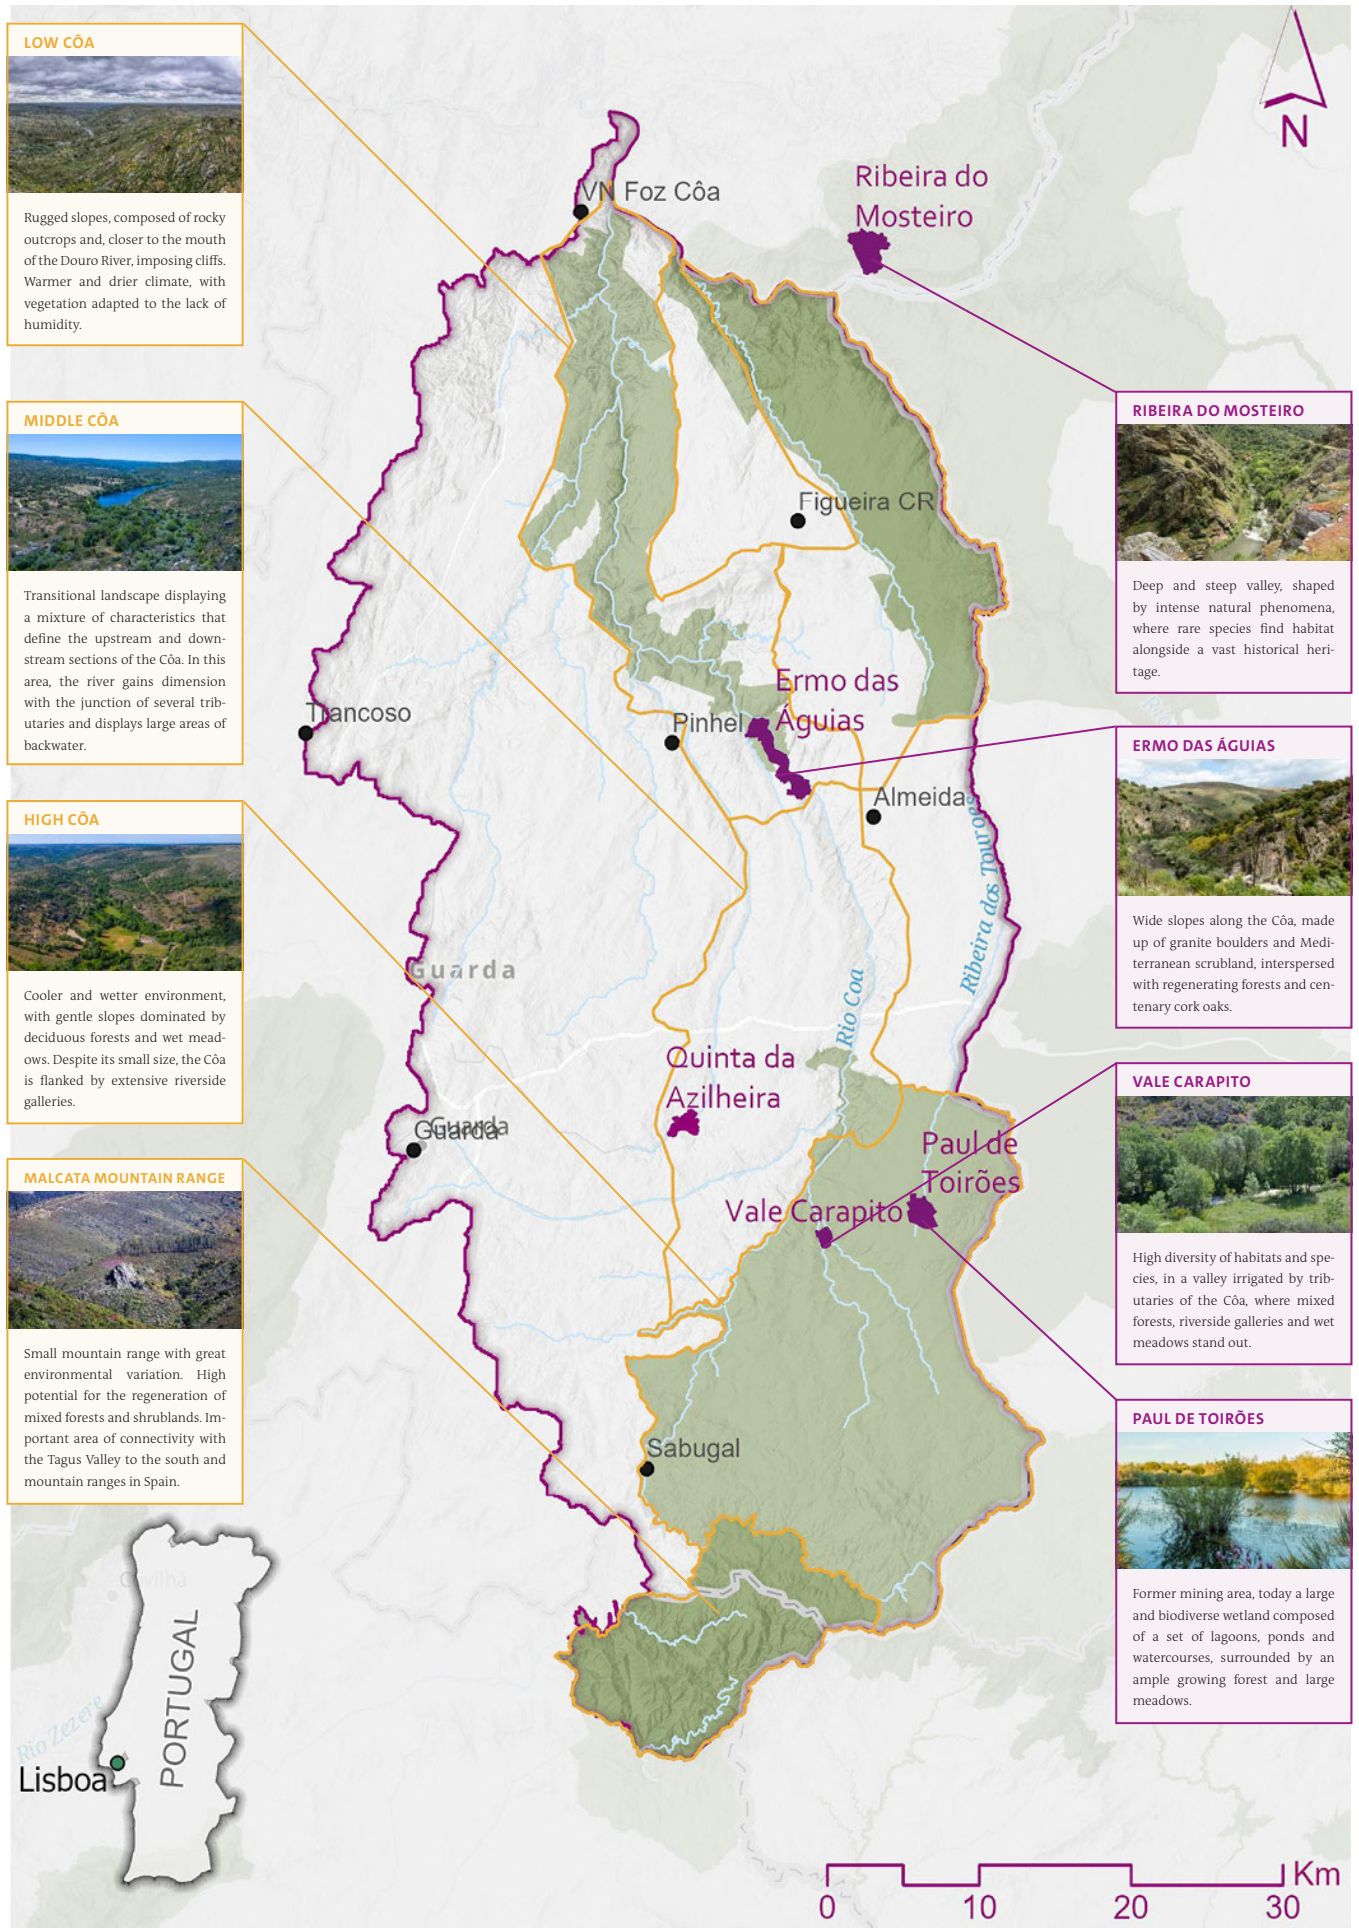 LOW CÔA
Rugged slopes, composed of rocky
outcrops and, closer to the mouth
of the Douro River, imposing cliffs.
Warmer and drier climate, with
vegetation adapted to the lack of
humidity.
MIDDLE CÔA
Transitional landscape displaying
a mixture of characteristics that
define the upstream and down-
stream sections of the Côa. In this
area, the river gains dimension
with the junction of several trib-
utaries and displays large areas of
backwater.
HIGH CÔA
Cooler and wetter environment,
with gentle slopes dominated by
deciduous forests and wet mead-
ows. Despite its small size, the Côa
is flanked by extensive riverside
galleries.
MALCATA MOUNTAIN RANGE
Small mountain range with great
environmental variation. High
potential for the regeneration of
mixed forests and shrublands. Im-
portant area of connectivity with
the Tagus Valley to the south and
mountain ranges in Spain.
N
VN Foz Côa
Ribeira do
Mosteiro
Figueira CR
Ermo das
Águias
Trancoso
Pinhel
Almeida
Ribeira dos Tourões
Guarda
Rio Coa
Quinta da
Azilheira
Guarda
Guarda
Paul de
Toirões
Vale Carapito
Sabugal
Rio
RIBEIRA DO MOSTEIRO
Deep and steep valley, shaped
by intense natural phenomena,
where rare species find habitat
alongside a vast historical heri-
tage.
ERMO DAS ÁGUIAS
Wide slopes along the Côa, made
up of granite boulders and Medi-
terranean scrubland, interspersed
with regenerating forests and cen-
tenary cork oaks.
VALE CARAPITO
High diversity of habitats and spe-
cies, in a valley irrigated by trib-
utaries of the Côa, where mixed
forests, riverside galleries and wet
meadows stand out.
PAUL DE TOIRÕES
Former mining area, today a large
and biodiverse wetland composed
of a set of lagoons, ponds and
watercourses, surrounded by an
ample growing forest and large
meadows.
Covilhã
PORTUGAL
Rio Zezere
Lisboa
Km
0 10 20 30